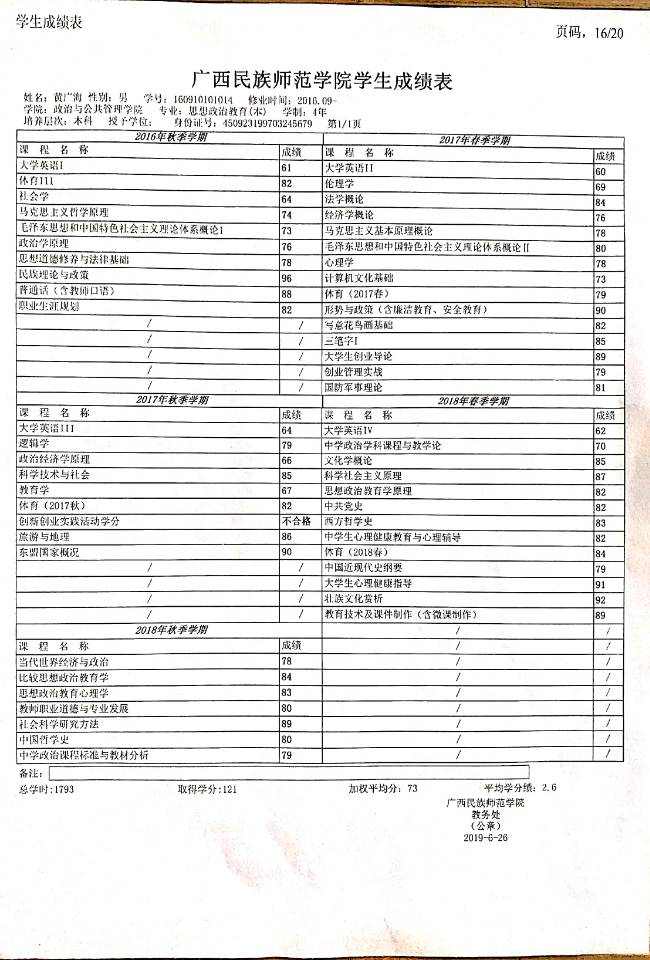 学生成绩表
页码，16/20
广西民族师范学院学生成绩表
姓名：黄广海 性别：男 学号：160910101014 修业时间：2016.09-
学院：政治与公共管理学院 专业：思想政治教育(本) 学制：4年
培养层次：本科 授予学位： 身份证号：450923199703245679 第1/1页
2016年秋季学期 2017年春季学期
课 程 名 称 成绩 课 程 名 称 成绩
大学英语I 61 大学英语II 60
体育III 82 伦理学 69
社会学 64 法学概论 84
马克思主义哲学原理 74 经济学概论 76
毛泽东思想和中国特色社会主义理论体系概论I 73 马克思主义基本原理概论 78
政治学原理 76 毛泽东思想和中国特色社会主义理论体系概论II 80
思想道德修养与法律基础 78 心理学 78
民族理论与政策 96 计算机文化基础 73
普通话（含教师口语） 88 体育（2017春） 79
职业生涯规划 82 形势与政策（含廉洁教育、安全教育） 90
/ / 写意花鸟画基础 82
/ / 三笔字I 85
/ / 大学生创业导论 89
/ / 创业管理实战 79
/ / 国防军事理论 81
2017年秋季学期 2018年春季学期
课 程 名 称 成绩 课 程 名 称 成绩
大学英语III 64 大学英语IV 62
逻辑学 79 中学政治学科课程与教学论 70
政治经济学原理 66 文化学概论 85
科学技术与社会 85 科学社会主义原理 87
教育学 67 思想政治教育学原理 82
体育（2017秋） 82 中共党史 82
创新创业实践活动学分 不合格 西方哲学史 83
旅游与地理 86 中学生心理健康教育与心理辅导 82
东盟国家概况 90 体育（2018春） 84
/ / 中国近现代史纲要 79
/ / 大学生心理健康指导 91
/ / 壮族文化赏析 92
/ / 教育技术及课件制作（含微课制作） 89
2018年秋季学期 / /
课 程 名 称 成绩 / /
当代世界经济与政治 78 / /
比较思想政治教育学 84 / /
思想政治教育心理学 83 / /
教师职业道德与专业发展 80 / /
社会科学研究方法 89 / /
中国哲学史 80 / /
中学政治课程标准与教材分析 79 / /
备注：
总学时：1793 取得学分：121 加权平均分：73 平均学分绩：2.6
广西民族师范学院
教务处
（公章）
2019-6-26